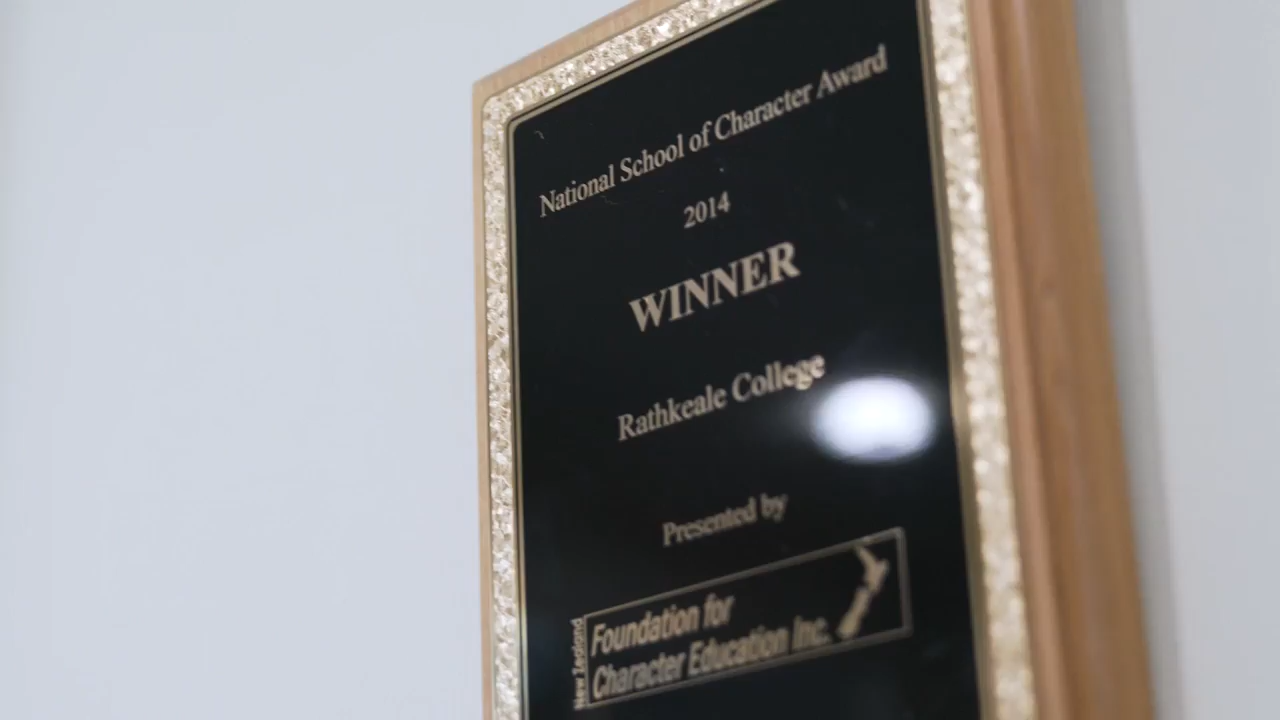 National School of Character Award
2014
WINNER
Rathkeale College
Presented by
New Zealand
Foundation for
Character Education Inc.